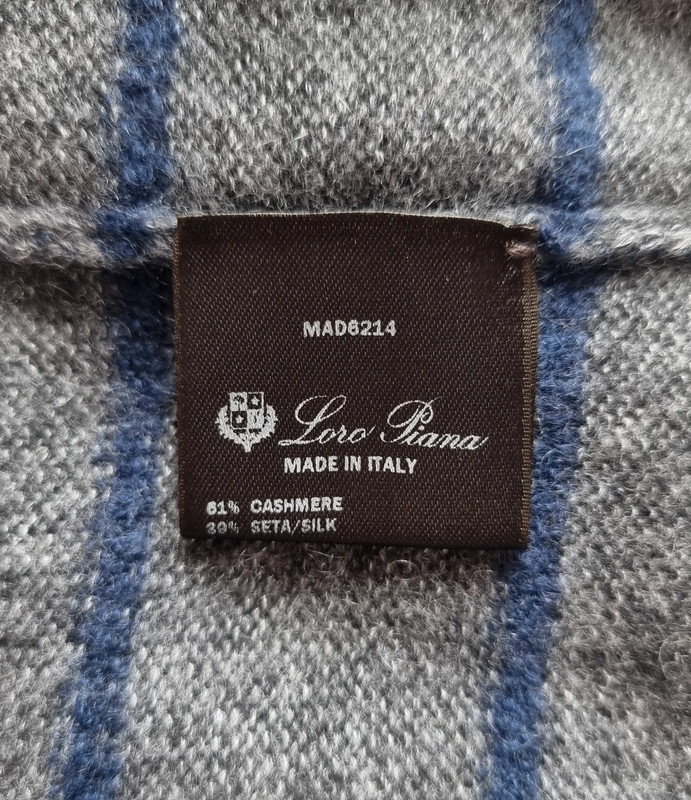 MAD6214
Loro Piana
MADE IN ITALY
61% CASHMERE
39% SETA/SILK